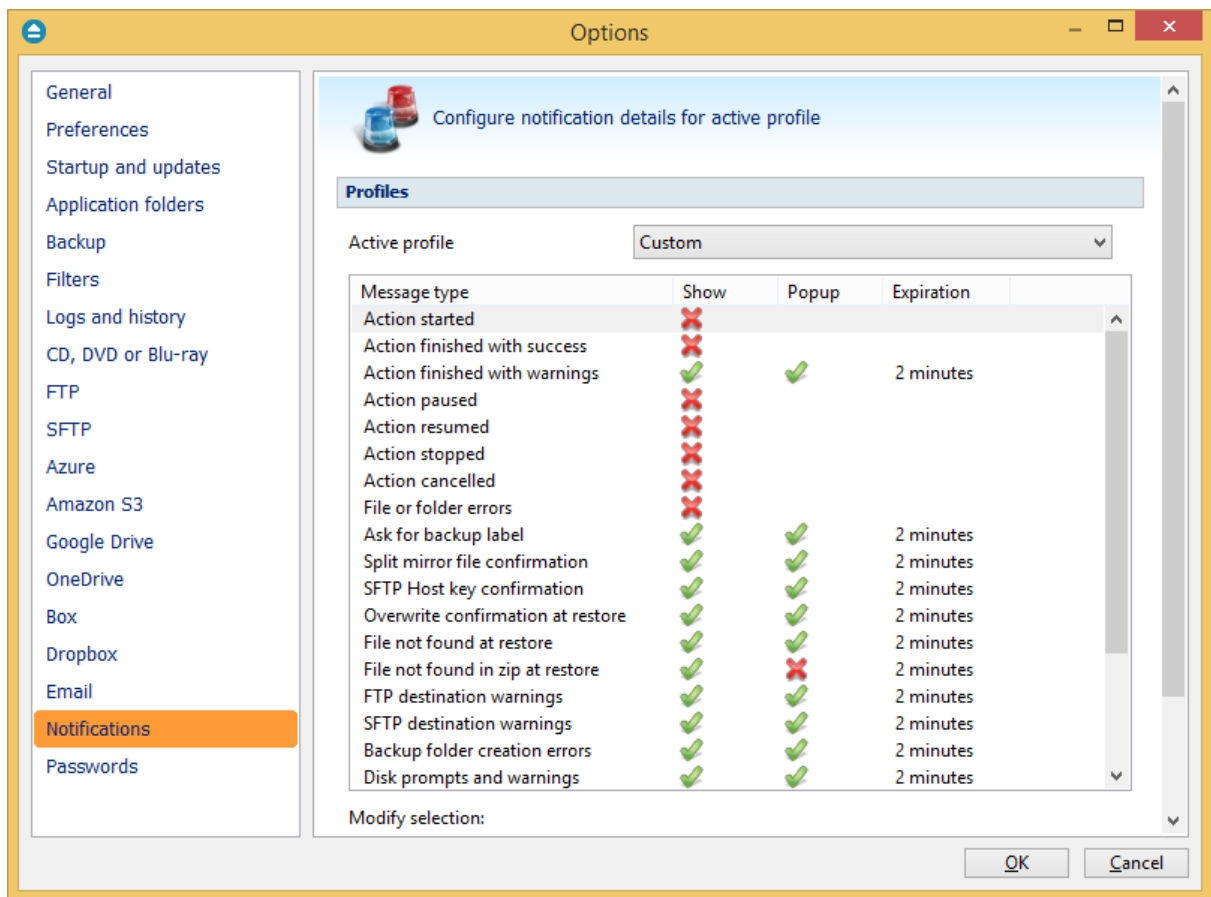 Options
General
Preferences
Startup and updates
Application folders
Backup
Filters
Logs and history
CD, DVD or Blu-ray
FTP
SFTP
Azure
Amazon S3
Google Drive
OneDrive
Box
Dropbox
Email
Notifications
Passwords
Configure notification details for active profile
Profiles
Active profile Custom
Message type Show Popup Expiration
Action started
Action finished with success
Action finished with warnings 2 minutes
Action paused
Action resumed
Action stopped
Action cancelled
File or folder errors
Ask for backup label 2 minutes
Split mirror file confirmation 2 minutes
SFTP Host key confirmation 2 minutes
Overwrite confirmation at restore 2 minutes
File not found at restore 2 minutes
File not found in zip at restore 2 minutes
FTP destination warnings 2 minutes
SFTP destination warnings 2 minutes
Backup folder creation errors 2 minutes
Disk prompts and warnings 2 minutes
Modify selection:
OK Cancel